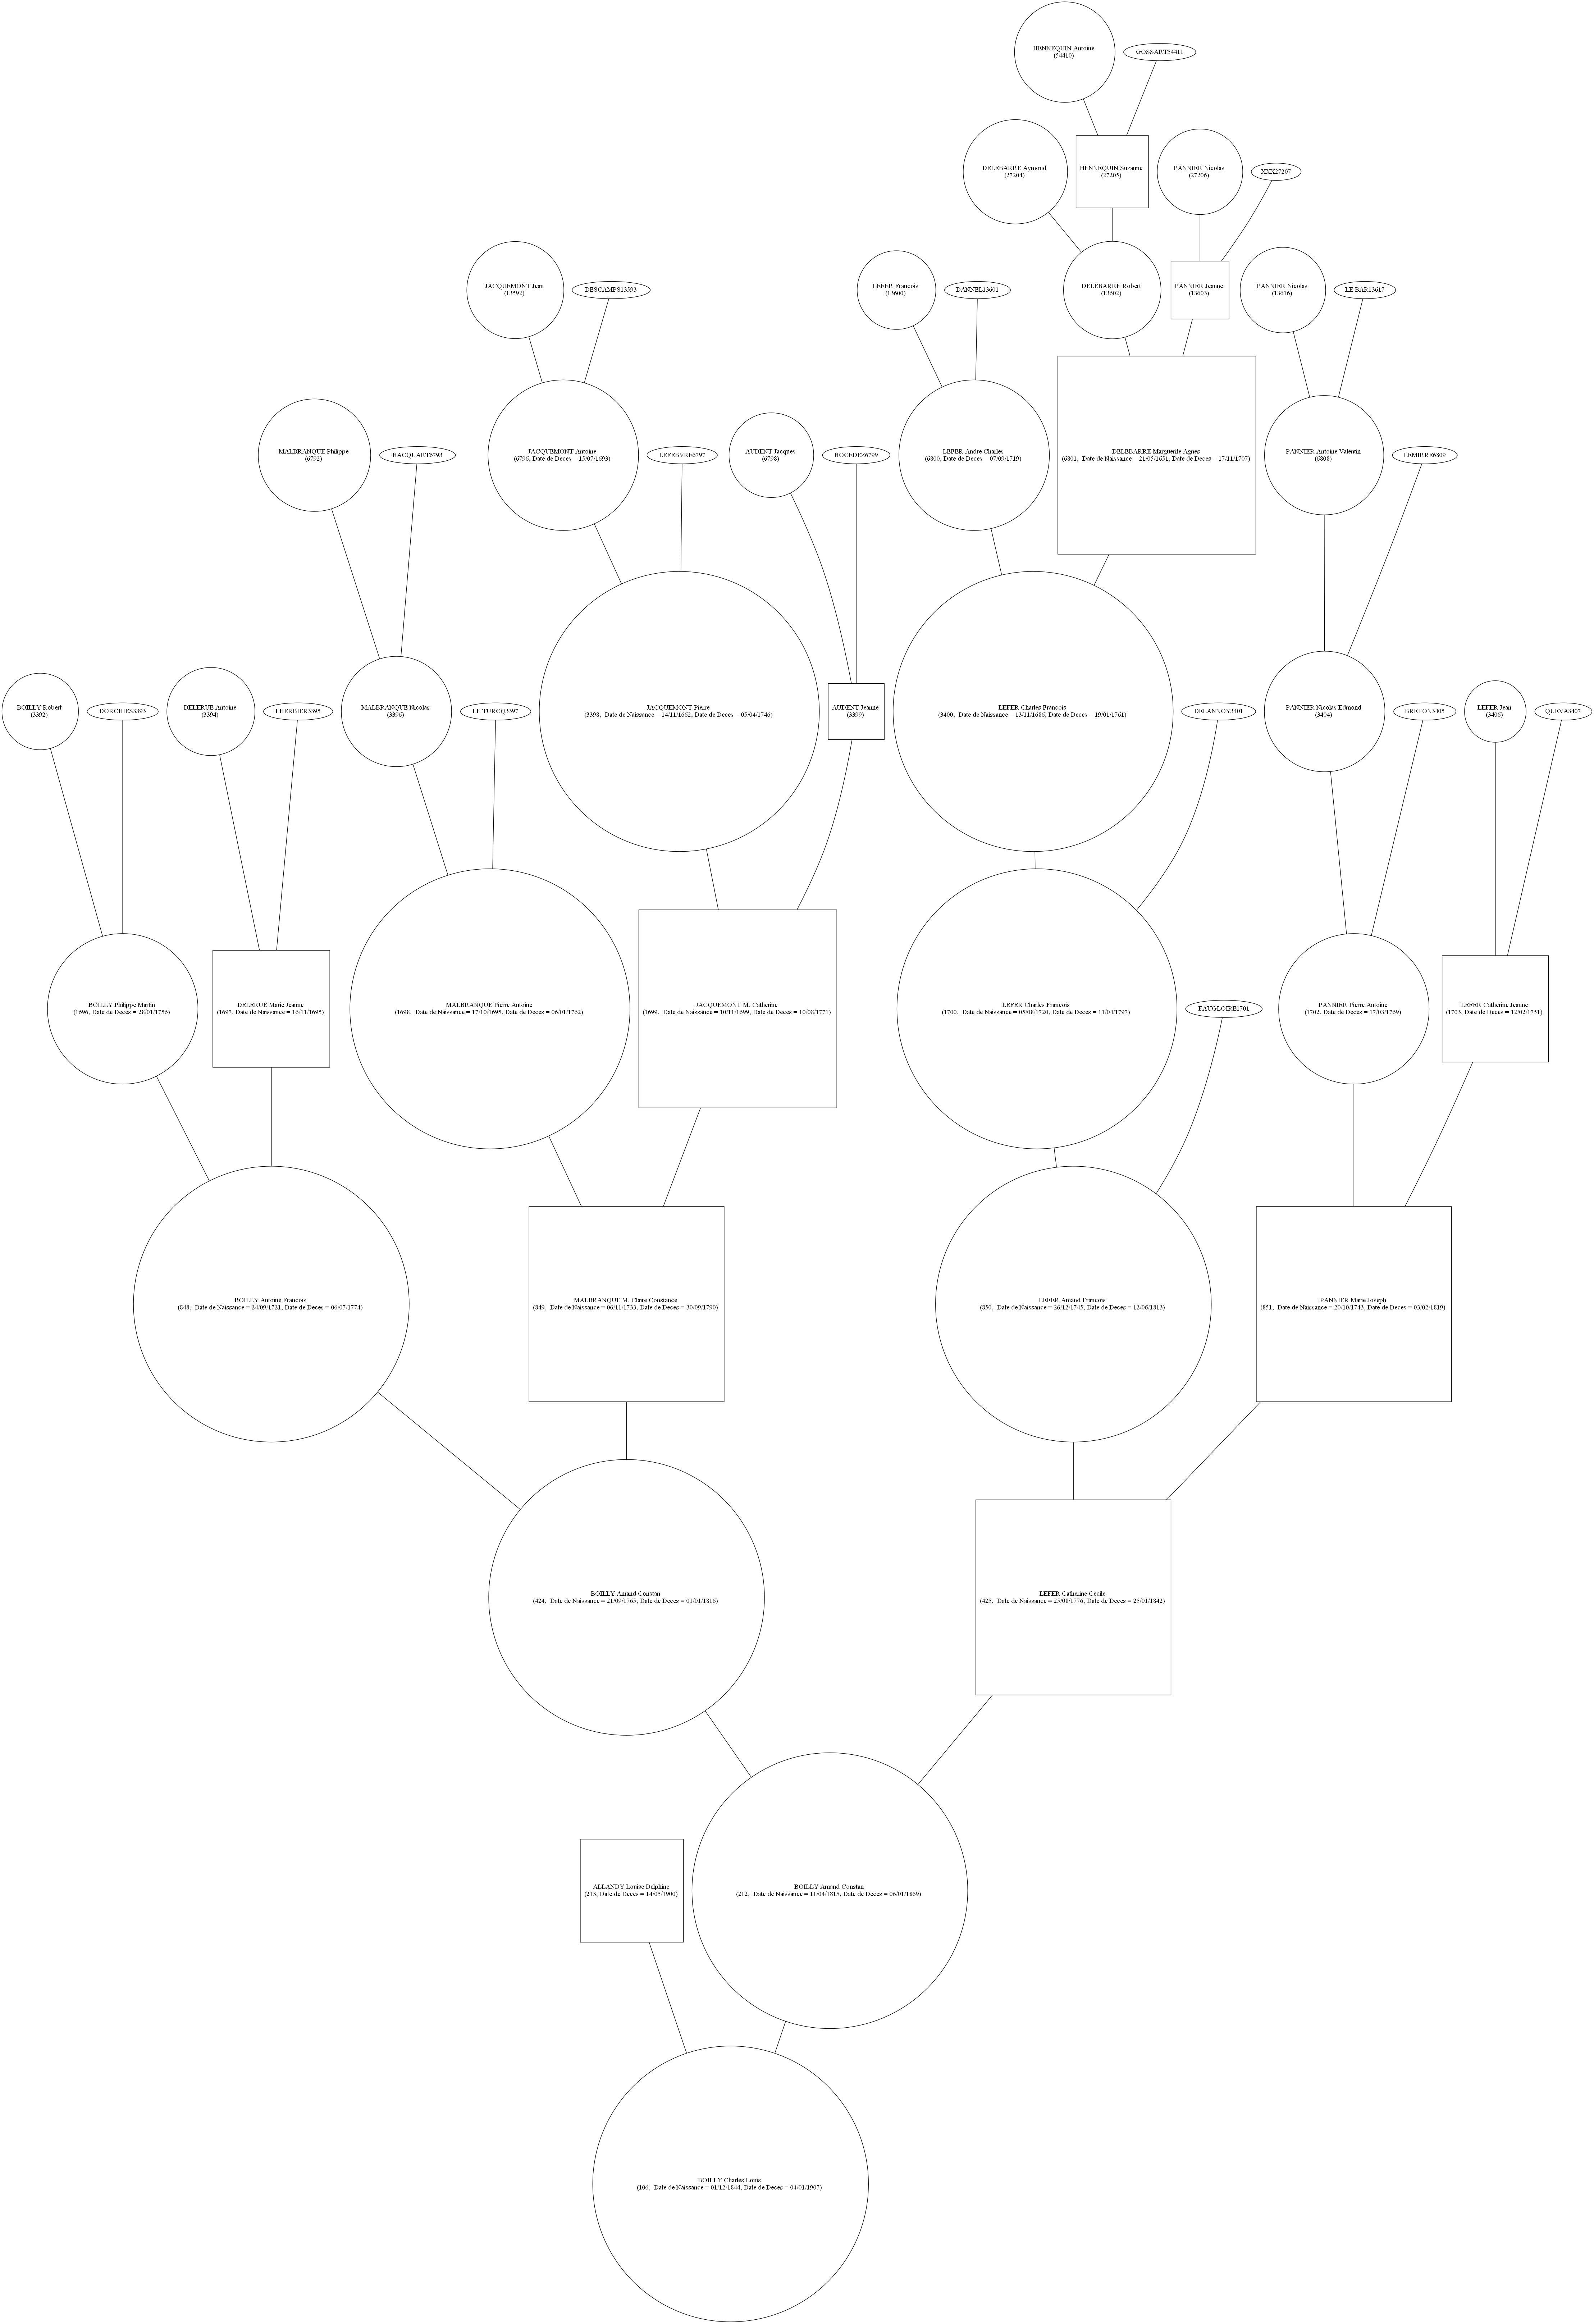 HENNEQUIN Antoine
(54410)
GOSSART54411
DELEBARRE Aymond
(27204)
HENNEQUIN Suzanne
(27205)
PANNIER Nicolas
(27206)
XXX27207
JACQUEMONT Jean
(13592)
DESCAMPS13593
LEFER Francois
(13600)
DANNEL13601
DELEBARRE Robert
(13602)
PANNIER Jeanne
(13603)
PANNIER Nicolas
(13616)
LE BAR13617
MALBRANQUE Philippe
(6792)
HACQUART6793
JACQUEMONT Antoine
(6796, Date de Deces = 15/07/1693)
LEFEBVRE6797
AUDENT Jacques
(6798)
HOCEDEZ6799
LEFER Andre Charles
(6800, Date de Deces = 07/09/1719)
DELEBARRE Marguerite Agnes
(6801,  Date de Naissance = 21/05/1651, Date de Deces = 17/11/1707)
PANNIER Antoine Valentin
(6808)
LEMIRRE6809
BOILLY Robert
(3392)
DORCHIES3393
DELERUE Antoine
(3394)
LHERBIER3395
MALBRANQUE Nicolas
(3396)
LE TURCQ3397
JACQUEMONT Pierre
(3398,  Date de Naissance = 14/11/1662, Date de Deces = 05/04/1746)
AUDENT Jeanne
(3399)
LEFER Charles Francois
(3400,  Date de Naissance = 13/11/1686, Date de Deces = 19/01/1761)
DELANNOY3401
PANNIER Nicolas Edmond
(3404)
BRETON3405
LEFER Jean
(3406)
QUEVA3407
BOILLY Philippe Martin
(1696, Date de Deces = 28/01/1756)
DELERUE Marie Jeanne
(1697, Date de Naissance = 16/11/1695)
MALBRANQUE Pierre Antoine
(1698,  Date de Naissance = 17/10/1695, Date de Deces = 06/01/1762)
JACQUEMONT M. Catherine
(1699,  Date de Naissance = 10/11/1699, Date de Deces = 10/08/1771)
LEFER Charles Francois
(1700,  Date de Naissance = 05/08/1720, Date de Deces = 11/04/1797)
FAUGLOIRE1701
PANNIER Pierre Antoine
(1702, Date de Deces = 17/03/1769)
LEFER Catherine Jeanne
(1703, Date de Deces = 12/02/1751)
BOILLY Antoine Francois
(848,  Date de Naissance = 24/09/1721, Date de Deces = 06/07/1774)
MALBRANQUE M. Claire Constance
(849,  Date de Naissance = 06/11/1733, Date de Deces = 30/09/1790)
LEFER Amand Francois
(850,  Date de Naissance = 26/12/1745, Date de Deces = 12/06/1813)
PANNIER Marie Joseph
(851,  Date de Naissance = 20/10/1743, Date de Deces = 03/02/1819)
BOILLY Amand Constan
(424,  Date de Naissance = 21/09/1765, Date de Deces = 01/01/1816)
LEFER Catherine Cecile
(425,  Date de Naissance = 25/08/1776, Date de Deces = 25/01/1842)
ALLANDY Louise Delphine
(213, Date de Deces = 14/05/1900)
BOILLY Amand Constan
(212,  Date de Naissance = 11/04/1815, Date de Deces = 06/01/1869)
BOILLY Charles Louis
(106,  Date de Naissance = 01/12/1844, Date de Deces = 04/01/1907)